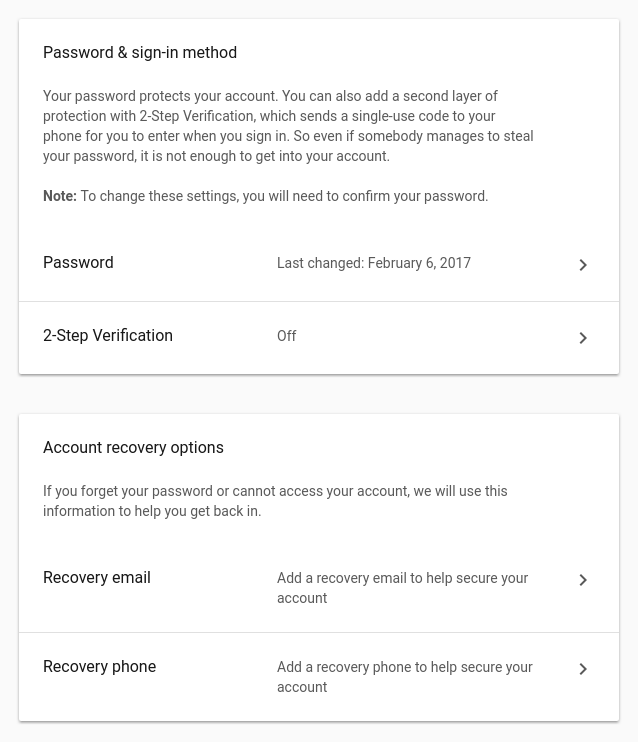 Password & sign-in method
Your password protects your account. You can also add a second layer of
protection with 2-Step Verification, which sends a single-use code to your
phone for you to enter when you sign in. So even if somebody manages to steal
your password, it is not enough to get into your account.
Note: To change these settings, you will need to confirm your password.
Password Last changed: February 6, 2017
2-Step Verification Off
Account recovery options
If you forget your password or cannot access your account, we will use this
information to help you get back in.
Recovery email Add a recovery email to help secure your
account
Recovery phone Add a recovery phone to help secure your
account